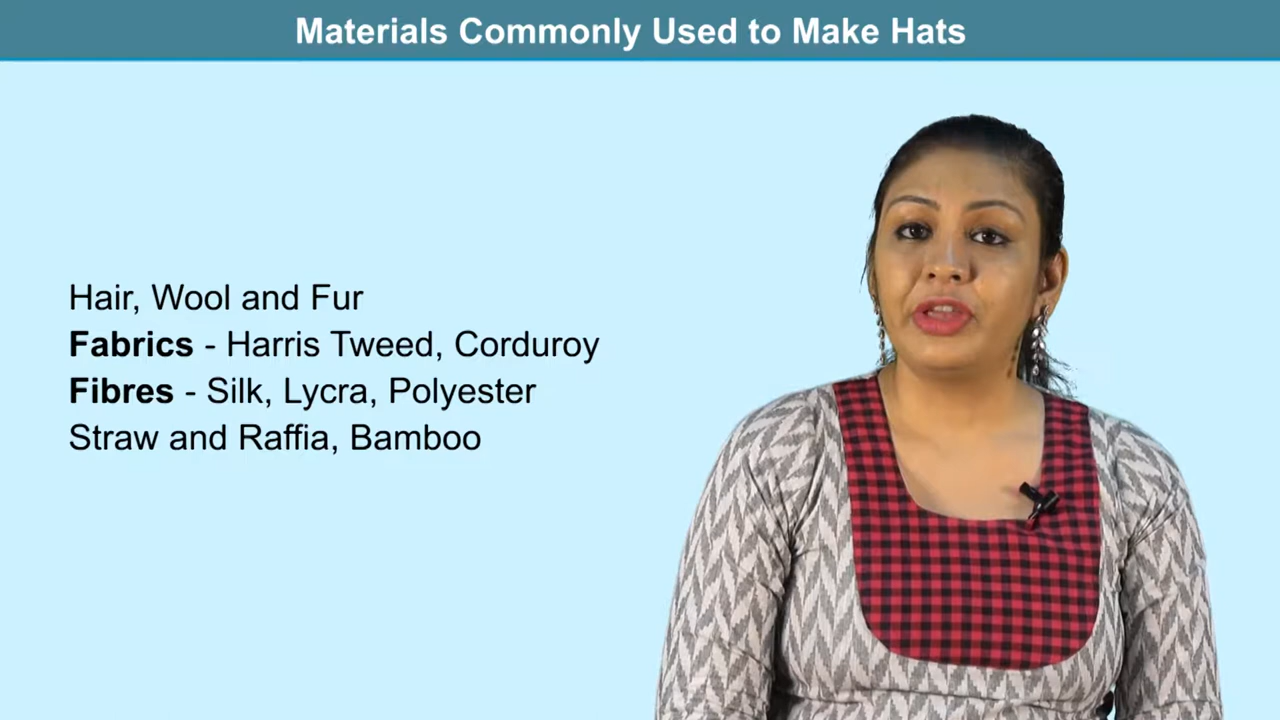 Materials Commonly Used to Make Hats
Hair, Wool and Fur
Fabrics - Harris Tweed, Corduroy
Fibres - Silk, Lycra, Polyester
Straw and Raffia, Bamboo